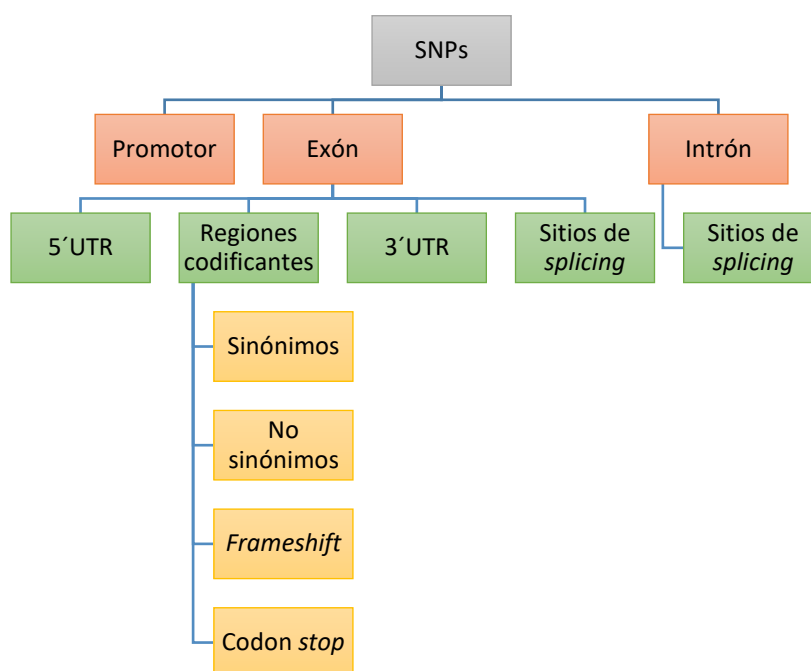 SNPs
Promotor
Exón
Intrón
5´UTR
Regiones
codificantes
3´UTR
Sitios de
splicing
Sitios de
splicing
Sinónimos
No
sinónimos
Frameshift
Codon stop